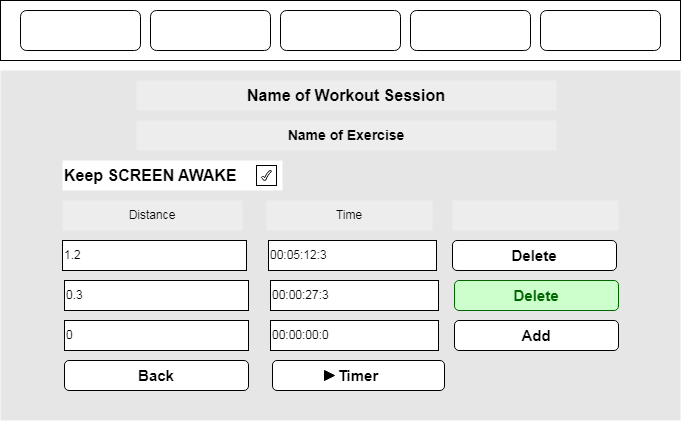 Name of Workout Session
Name of Exercise
Keep SCREEN AWAKE ✓
Distance Time
1.2 00:05:12:3 Delete
0.3 00:00:27:3 Delete
0 00:00:00:0 Add
Back ▶ Timer